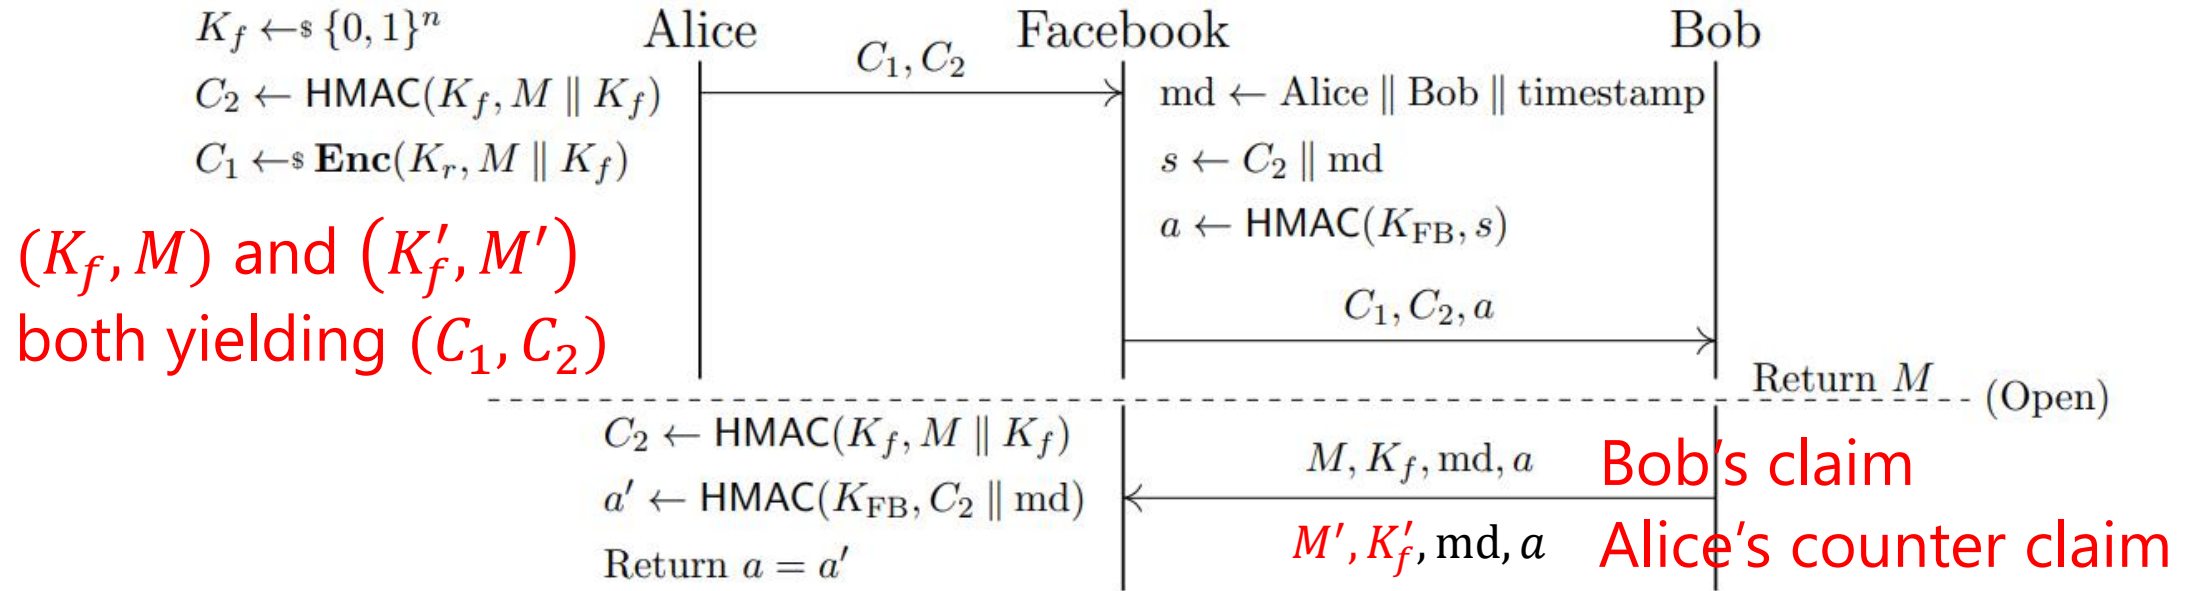 Alice
Facebook
Bob
K_f ←$ {0, 1}^n
C_2 ← HMAC(K_f, M ∥ K_f)
C_1 ←$ Enc(K_r, M ∥ K_f)
C_1, C_2
md ← Alice ∥ Bob ∥ timestamp
s ← C_2 ∥ md
a ← HMAC(K_FB, s)
(K_f, M) and (K'_f, M')
both yielding (C_1, C_2)
C_1, C_2, a
Return M
(Open)
C_2 ← HMAC(K_f, M ∥ K_f)
a' ← HMAC(K_FB, C_2 ∥ md)
Return a = a'
M, K_f, md, a
Bob's claim
M', K'_f, md, a
Alice's counter claim